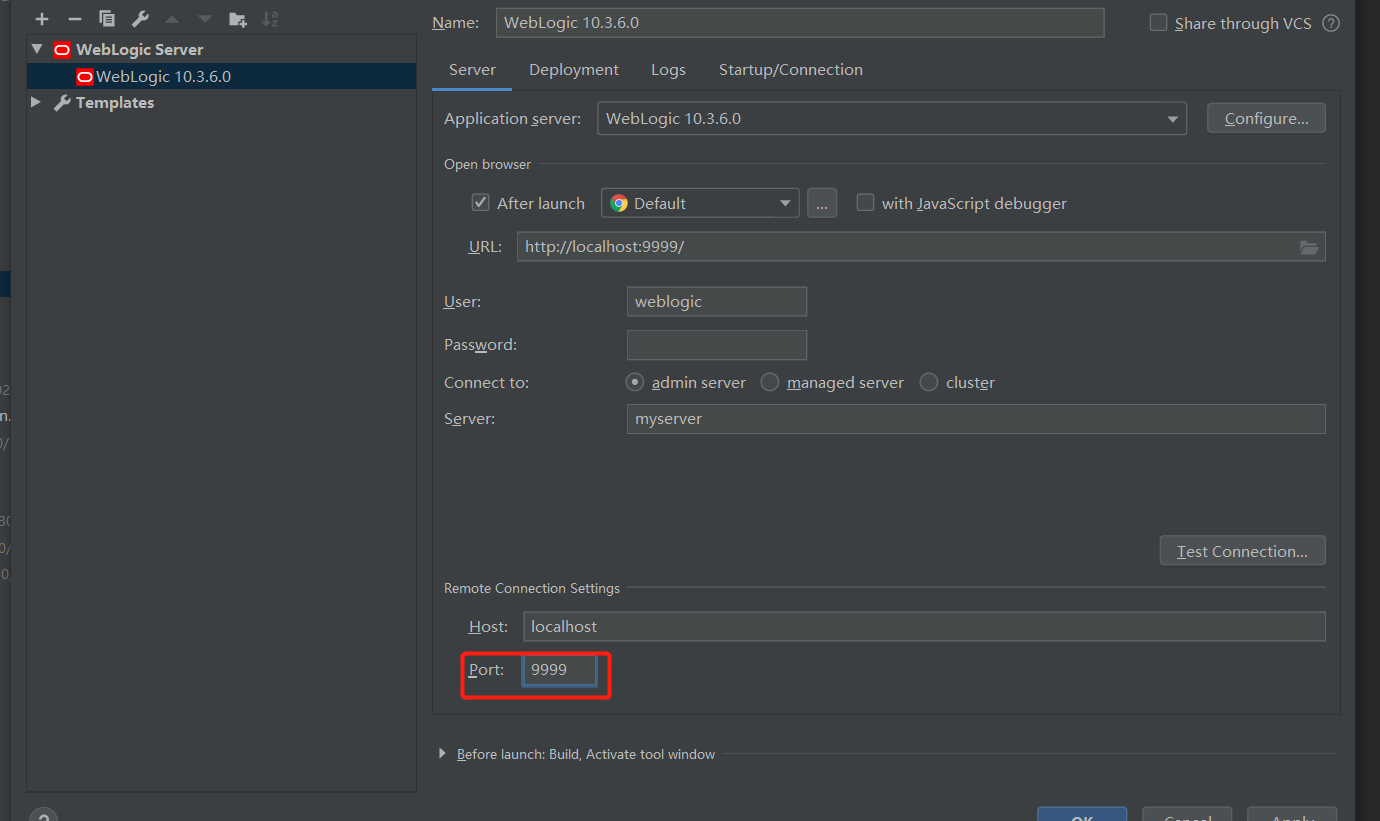 Name: WebLogic 10.3.6.0 Share through VCS ?
WebLogic Server
WebLogic 10.3.6.0
Templates
Server Deployment Logs Startup/Connection
Application server: WebLogic 10.3.6.0 Configure...
Open browser
After launch Default ... with JavaScript debugger
URL: http://localhost:9999/
User: weblogic
Password:
Connect to: admin server managed server cluster
Server: myserver
Test Connection...
Remote Connection Settings
Host: localhost
Port: 9999
Before launch: Build, Activate tool window
? OK Cancel Apply